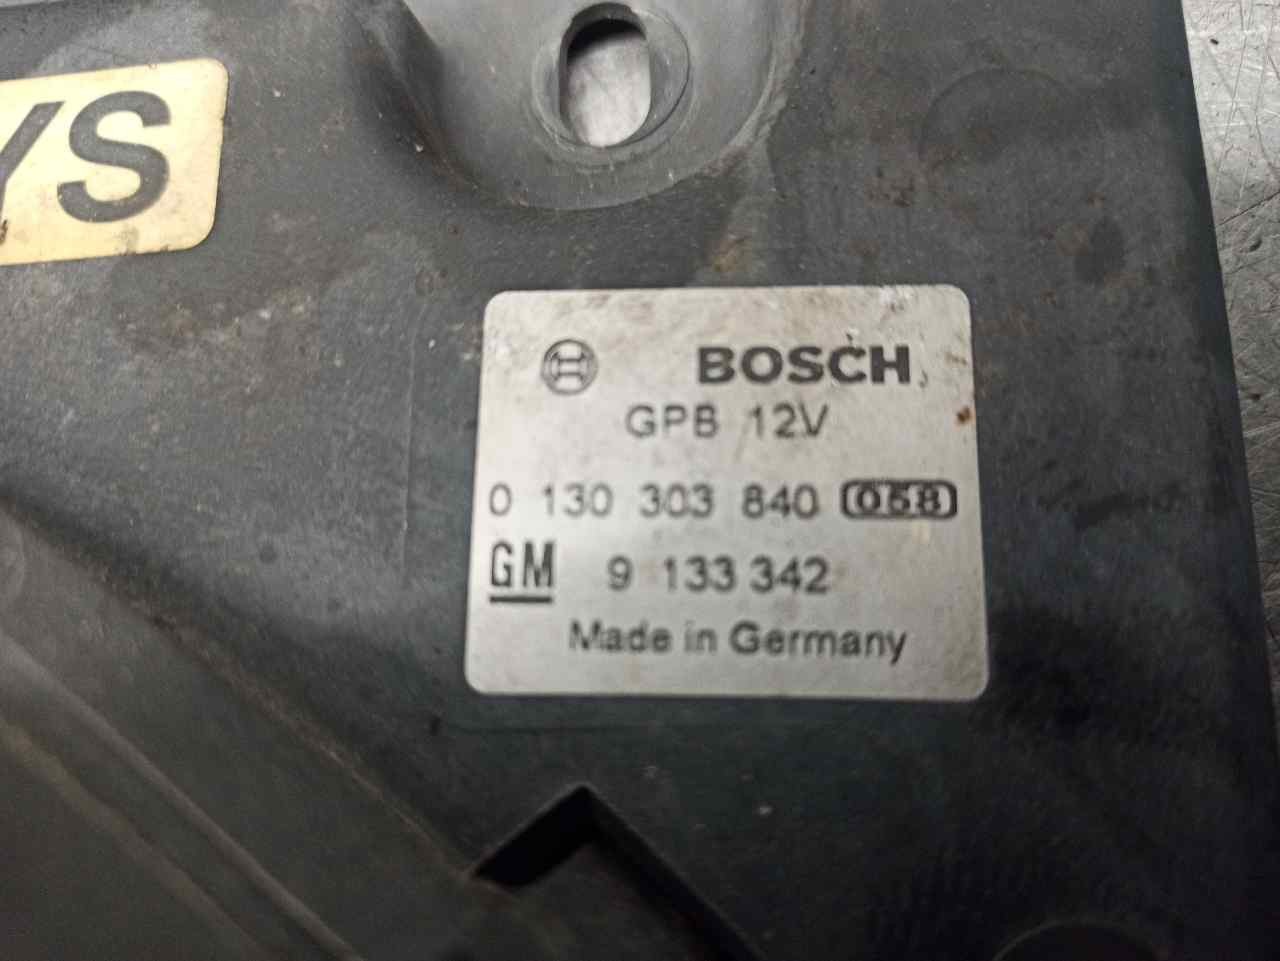 YS
BOSCH
GPB 12V
0 130 303 840 058
GM 9 133 342
Made in Germany